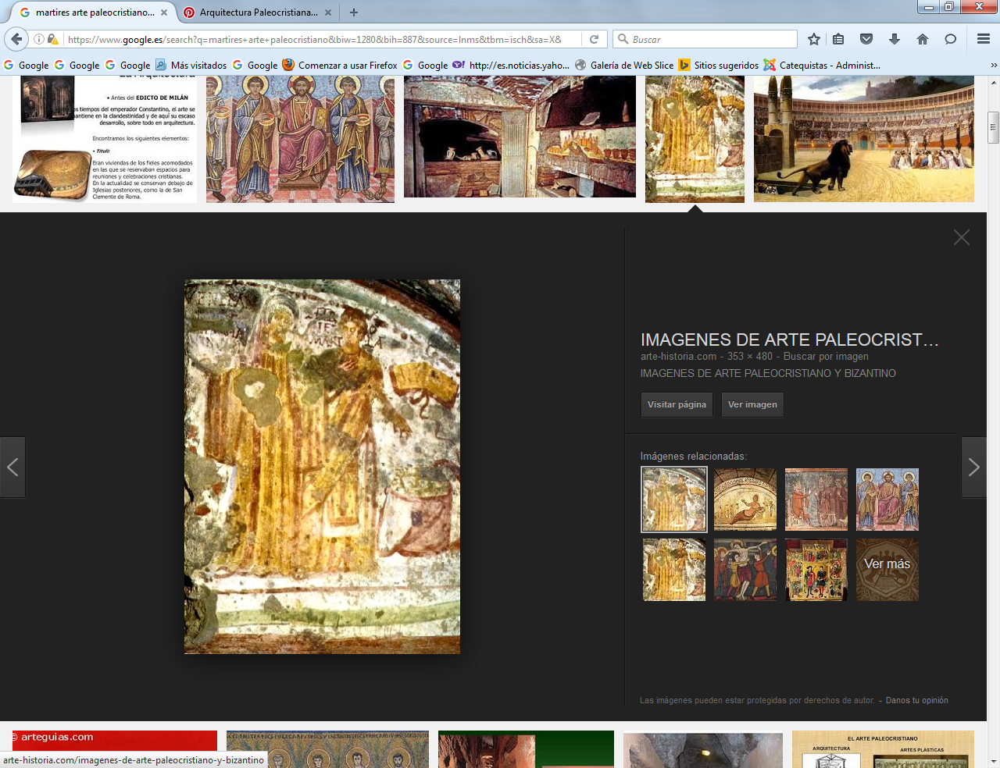 martires arte paleocristiano...
Arquitectura Paleocristiana...
https://www.google.es/search?q=martires+arte+paleocristiano&biw=1280&bih=887&source=lnms&tbm=isch&sa=X&
Buscar
Google
Google
Google
Más visitados
Google
Comenzar a usar Firefox
Google
http://es.noticias.yaho...
Galería de Web Slice
Sitios sugeridos
Catequistas - Administ...
»
La Arquitectura
• Antes del EDICTO DE MILÁN
os tiempos del emperador Constantino, el arte se
mantiene en la clandestinidad y de aquí su escaso
desarrollo, sobre todo en arquitectura.
Encontramos los siguientes elementos:
• Tituli:
Eran viviendas de los fieles acomodados
en las que se reservaban espacios para
reuniones y celebraciones cristianas.
En la actualidad se conservan debajo de
Iglesias posteriores, como la de San
Clemente de Roma.
IMAGENES DE ARTE PALEOCRIST...
arte-historia.com - 353 × 480 - Buscar por imagen
IMAGENES DE ARTE PALEOCRISTIANO Y BIZANTINO
Visitar página
Ver imagen
Imágenes relacionadas:
Ver más
Las imágenes pueden estar protegidas por derechos de autor. - Danos tu opinión
© arteguias.com
EL ARTE PALEOCRISTIANO
ARQUITECTURA
ARTES PLÁSTICAS
arte-historia.com/imagenes-de-arte-paleocristiano-y-bizantino